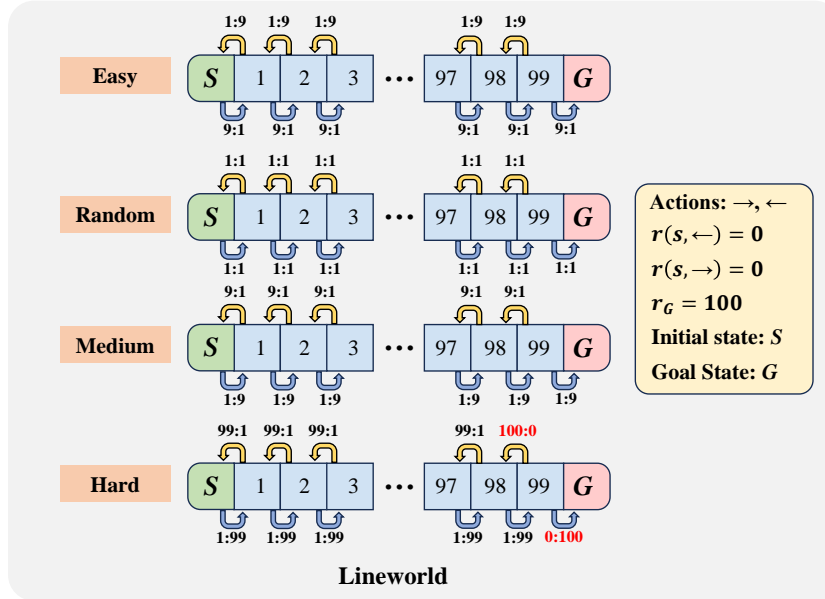 1:9 1:9 1:9 1:9 1:9
Easy S 1 2 3 ... 97 98 99 G
9:1 9:1 9:1 9:1 9:1 9:1
1:1 1:1 1:1 1:1 1:1
Random S 1 2 3 ... 97 98 99 G
1:1 1:1 1:1 1:1 1:1 1:1
9:1 9:1 9:1 9:1 9:1
Medium S 1 2 3 ... 97 98 99 G
1:9 1:9 1:9 1:9 1:9 1:9
99:1 99:1 99:1 99:1 100:0
Hard S 1 2 3 ... 97 98 99 G
1:99 1:99 1:99 1:99 1:99 0:100
Lineworld
Actions: →, ←
r(s, ←) = 0
r(s, →) = 0
r_G = 100
Initial state: S
Goal State: G